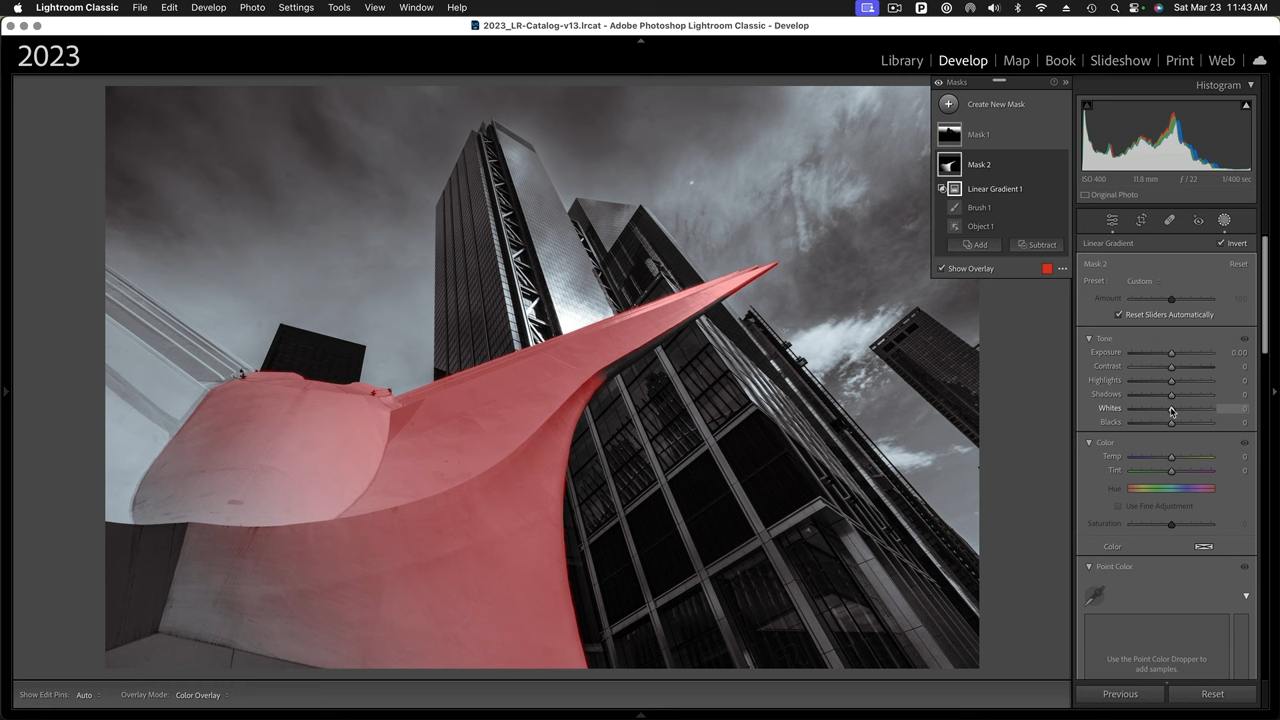 Lightroom Classic File Edit Develop Photo Settings Tools View Window Help Sat Mar 23 11:43 AM
2023_LR-Catalog-v13.lrcat - Adobe Photoshop Lightroom Classic - Develop
2023
Library | Develop | Map | Book | Slideshow | Print | Web
Masks
Create New Mask
Mask 1
Mask 2
Linear Gradient 1
Brush 1
Object 1
Add Subtract
Show Overlay
Histogram
ISO 400 11.8 mm ƒ / 22 1/400 sec
Original Photo
Linear Gradient Invert
Mask 2 Reset
Preset : Custom
Amount 100
Reset Sliders Automatically
Tone
Exposure 0.00
Contrast 0
Highlights 0
Shadows 0
Whites 0
Blacks 0
Color
Temp 0
Tint 0
Hue
Use Fine Adjustment
Saturation 0
Color
Point Color
Use the Point Color Dropper to
add samples.
Show Edit Pins: Auto Overlay Mode: Color Overlay
Previous Reset